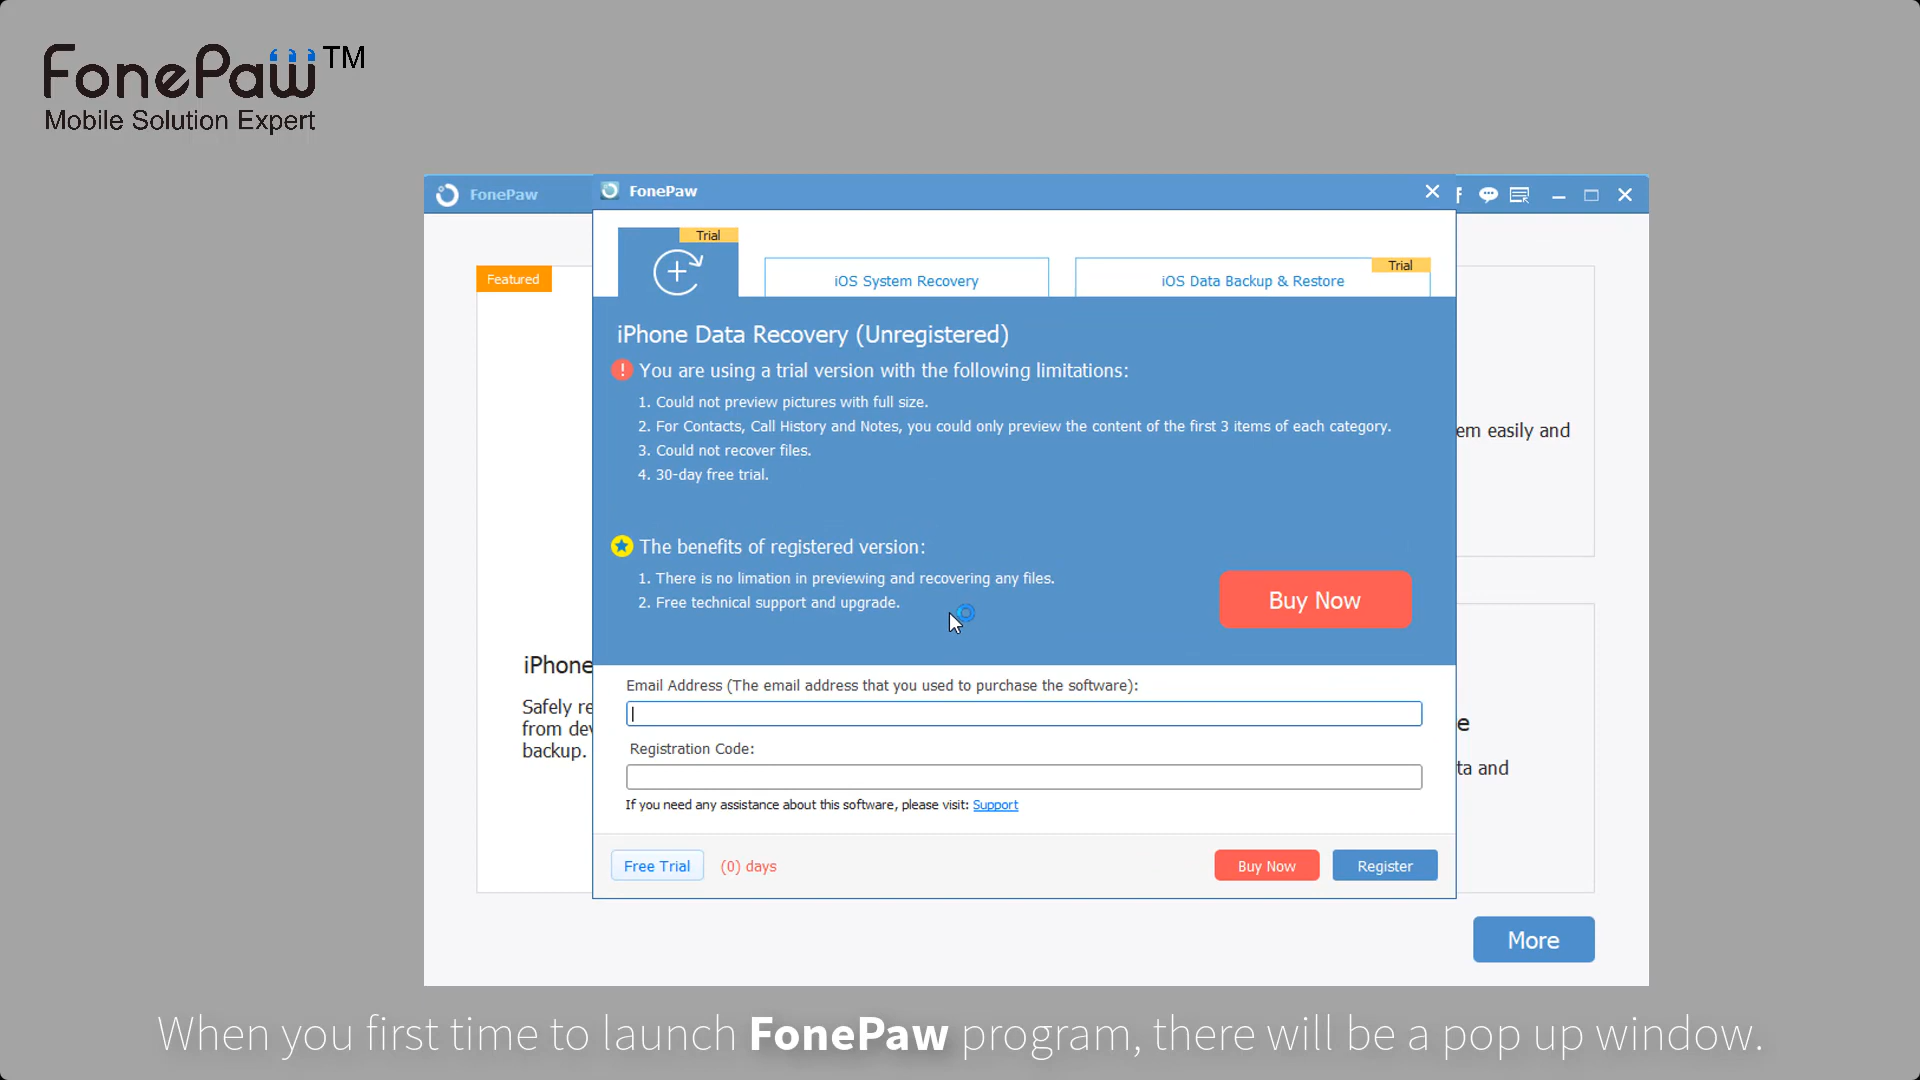 FonePaw™
Mobile Solution Expert
FonePaw
FonePaw
Featured
Trial
iOS System Recovery
iOS Data Backup & Restore
Trial
iPhone Data Recovery (Unregistered)
! You are using a trial version with the following limitations:
1. Could not preview pictures with full size.
2. For Contacts, Call History and Notes, you could only preview the content of the first 3 items of each category.
3. Could not recover files.
4. 30-day free trial.
The benefits of registered version:
1. There is no limation in previewing and recovering any files.
2. Free technical support and upgrade.
Buy Now
em easily and
iPhone
Safely re
from dev
backup.
e
ta and
Email Address (The email address that you used to purchase the software):
Registration Code:
If you need any assistance about this software, please visit: Support
Free Trial
(0) days
Buy Now
Register
More
When you first time to launch FonePaw program, there will be a pop up window.